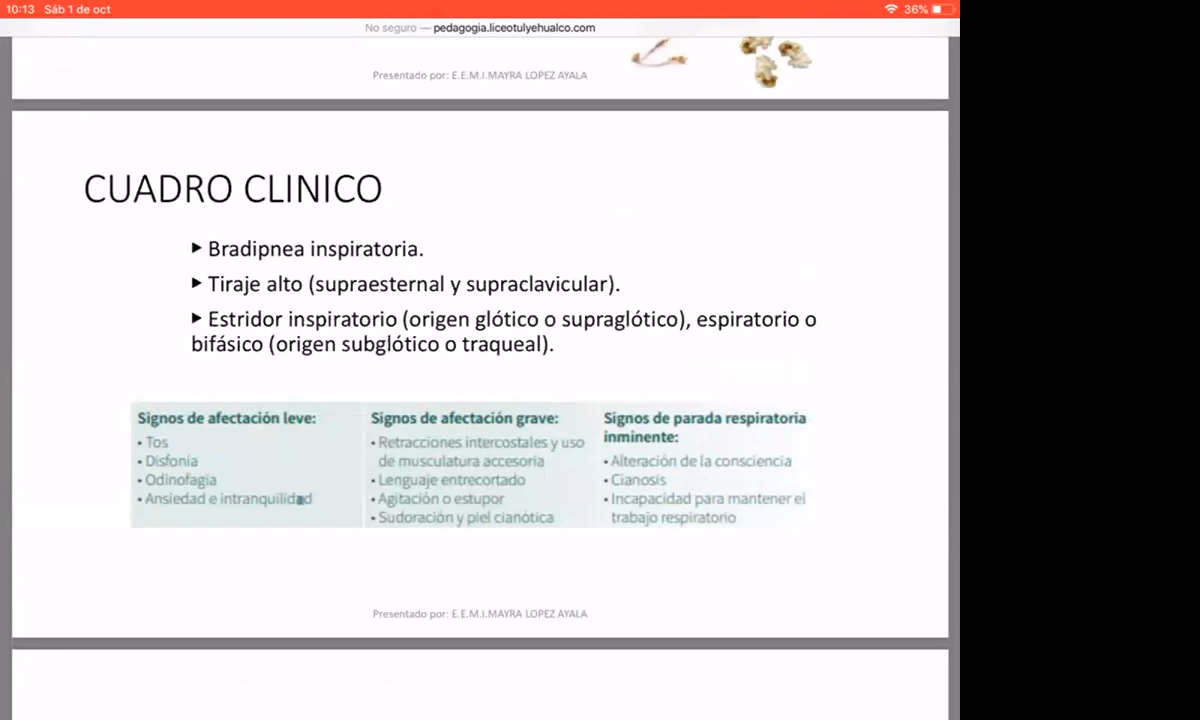 10:13 Sáb 1 de oct
36%
No seguro — pedagogia.liceotulyehualco.com
Presentado por: E.E.M.I.MAYRA LOPEZ AYALA
CUADRO CLINICO
▶ Bradipnea inspiratoria.
▶ Tiraje alto (supraesternal y supraclavicular).
▶ Estridor inspiratorio (origen glótico o supraglótico), espiratorio o
bifásico (origen subglótico o traqueal).
Signos de afectación leve:
• Tos
• Disfonía
• Odinofagia
• Ansiedad e intranquilidad
Signos de afectación grave:
• Retracciones intercostales y uso
de musculatura accesoria
• Lenguaje entrecortado
• Agitación o estupor
• Sudoración y piel cianótica
Signos de parada respiratoria
inminente:
• Alteración de la consciencia
• Cianosis
• Incapacidad para mantener el
trabajo respiratorio
Presentado por: E.E.M.I.MAYRA LOPEZ AYALA